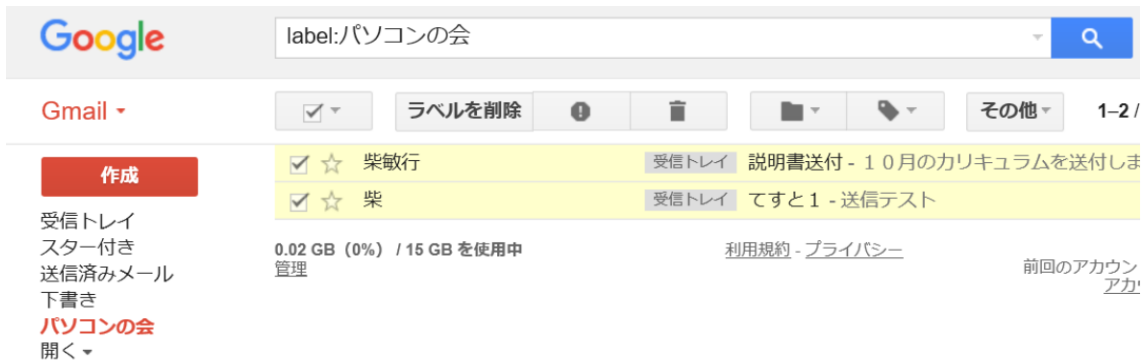 Google
label:パソコンの会
Gmail
ラベルを削除
その他
1–2 /
作成
柴敏行 受信トレイ 説明書送付 - １０月のカリキュラムを送付しま
柴 受信トレイ てすと１ - 送信テスト
受信トレイ
スター付き
送信済みメール
下書き
パソコンの会
開く
0.02 GB（0%） / 15 GB を使用中
管理
利用規約 - プライバシー
前回のアカウン
アカ